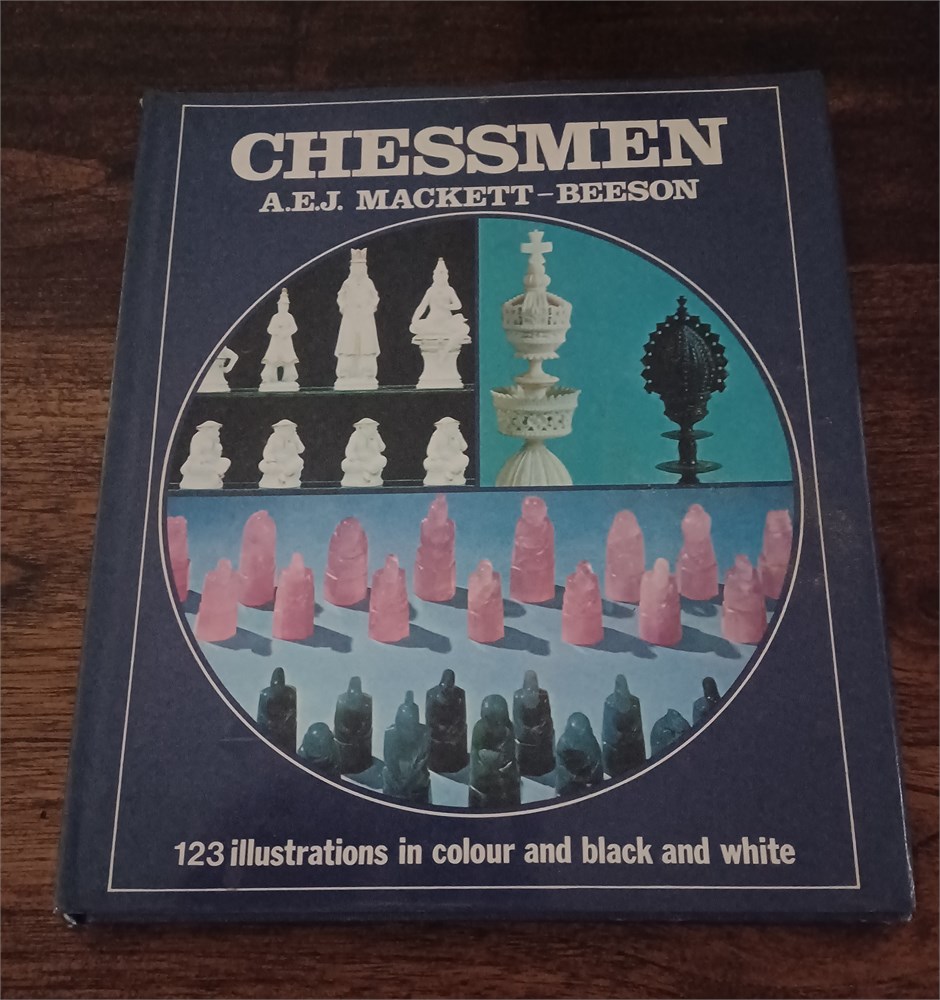 CHESSMEN
A.E.J. MACKETT-BEESON
123 illustrations in colour and black and white